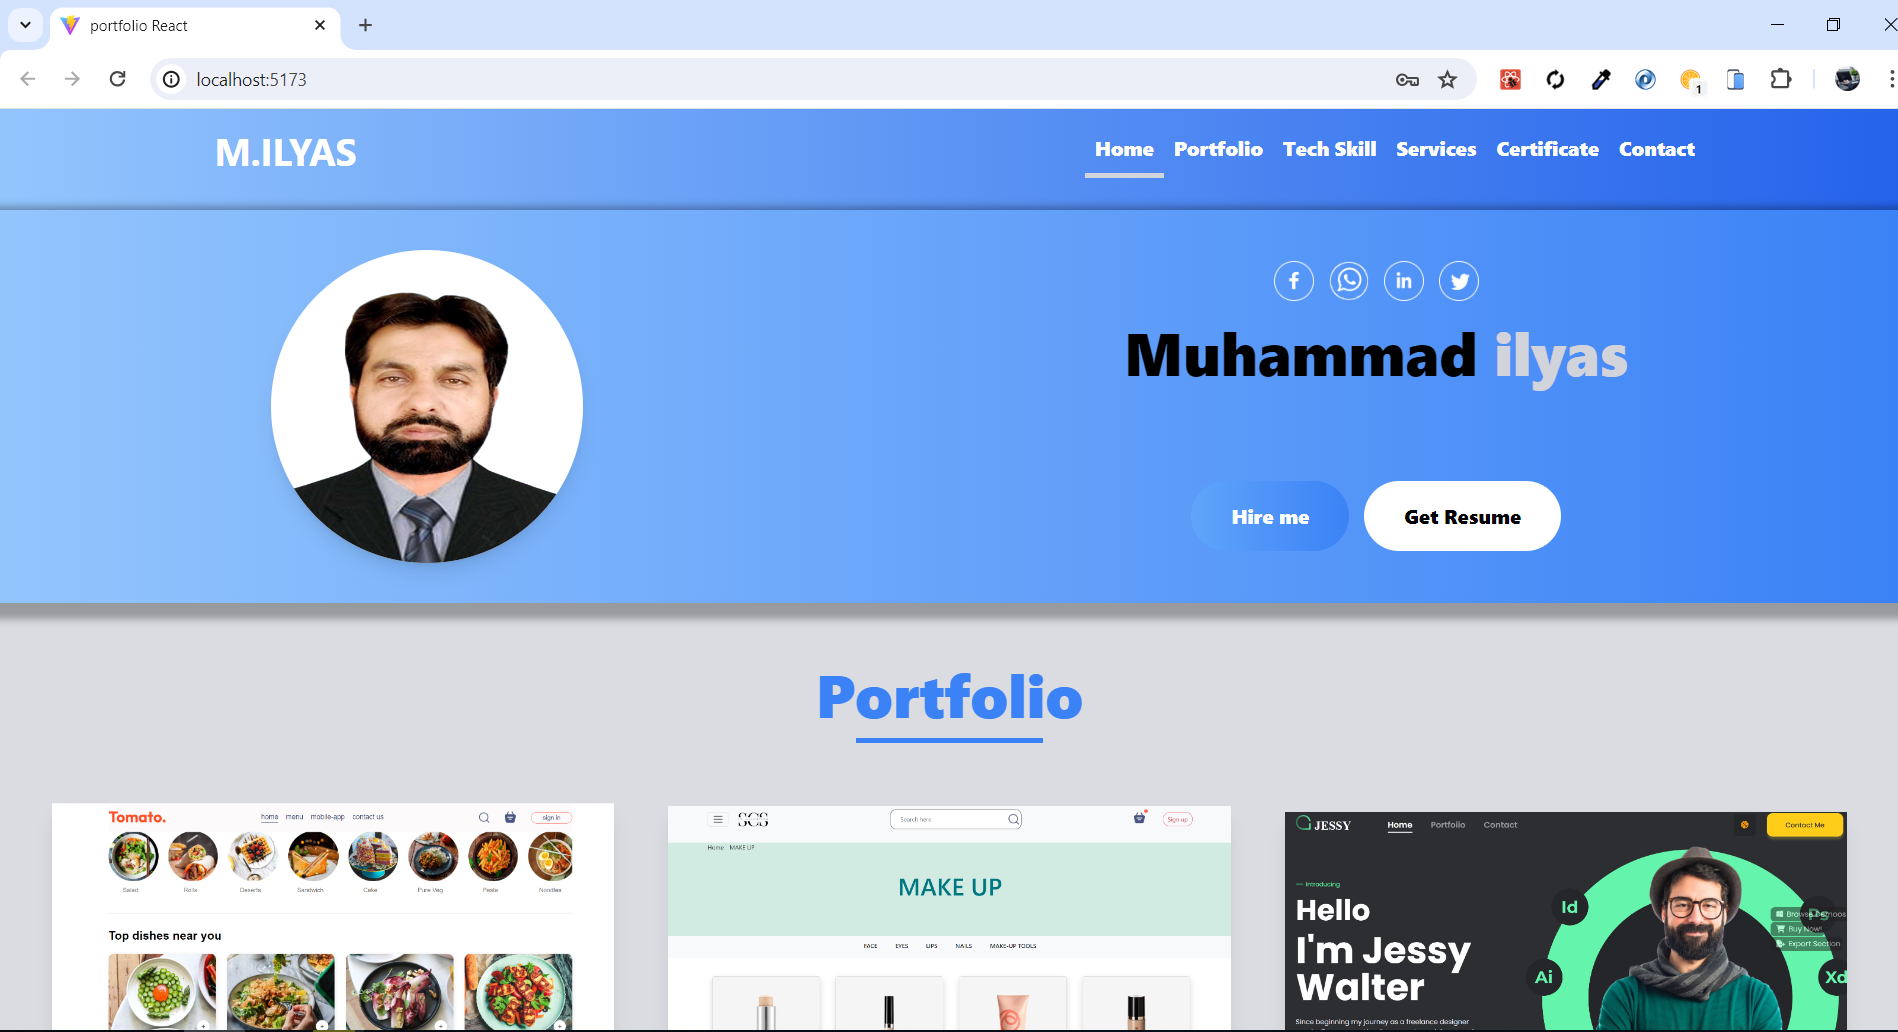 portfolio React
localhost:5173
1
M.ILYAS
Home Portfolio Tech Skill Services Certificate Contact
Muhammad ilyas
Hire me Get Resume
Portfolio
Tomato. home menu mobile-app contact us sign in
Salad Rolls Deserts Sandwich Cake Pure Veg Pasta Noodles
Top dishes near you
SCS Search here Sign up
Home MAKE UP
MAKE UP
FACE EYES LIPS NAILS MAKE-UP TOOLS
JESSY Home Portfolio Contact Contact Me
Introducing
Hello
I'm Jessy
Walter
Since beginning my journey as a freelance designer
Id
Ps
Ai
Xd
Browse Demoos
Buy Now!
Export Section